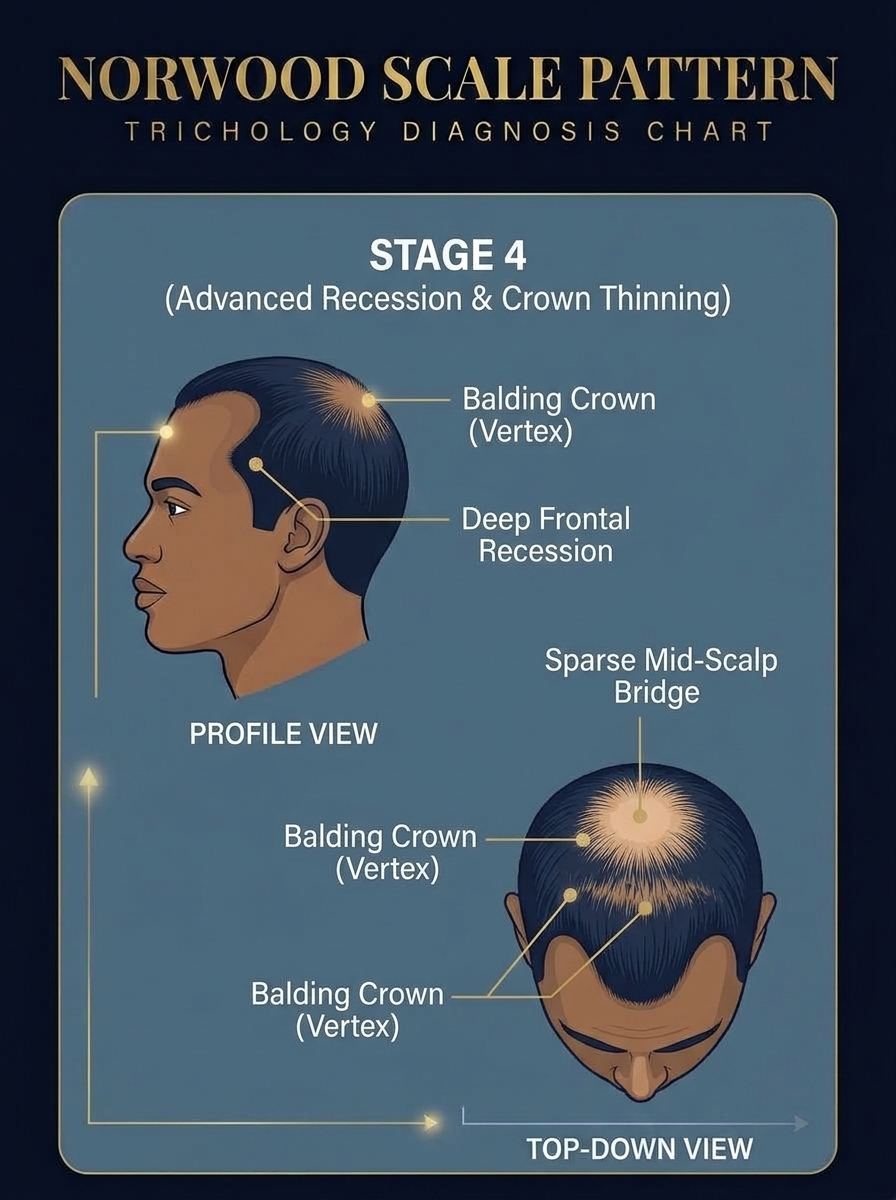 NORWOOD SCALE PATTERN
TRICHOLOGY DIAGNOSIS CHART
STAGE 4
(Advanced Recession & Crown Thinning)
Balding Crown
(Vertex)
Deep Frontal
Recession
PROFILE VIEW
Sparse Mid-Scalp
Bridge
Balding Crown
(Vertex)
Balding Crown
(Vertex)
TOP-DOWN VIEW